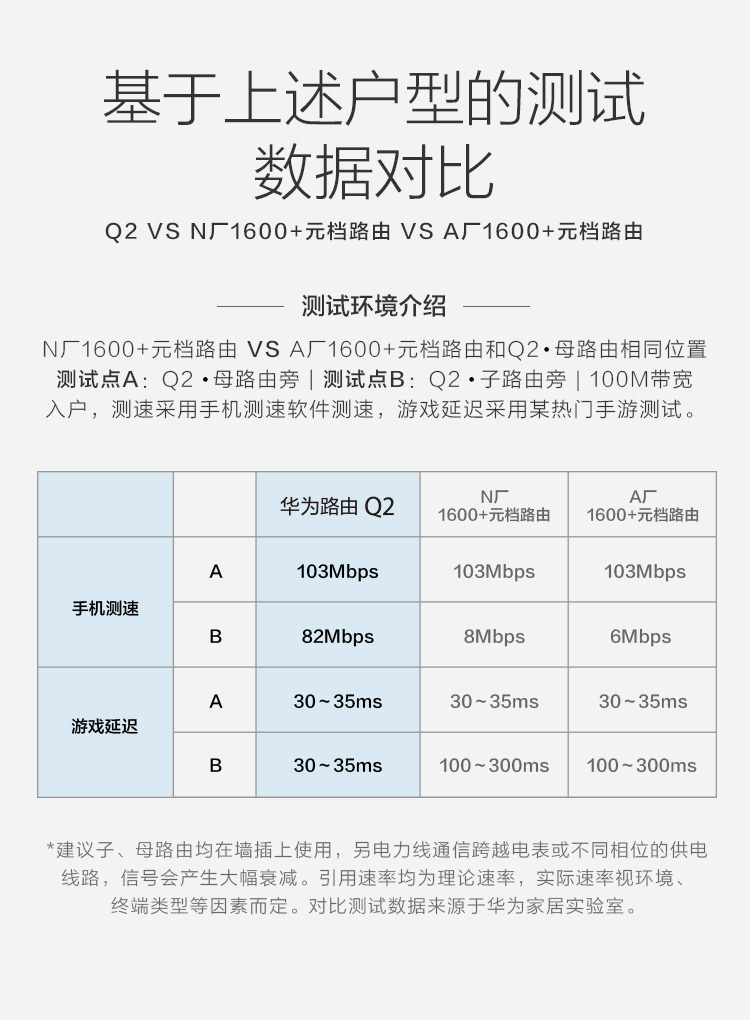 基于上述户型的测试
数据对比
Q2 VS N厂1600+元档路由 VS A厂1600+元档路由
测试环境介绍
N厂1600+元档路由 VS A厂1600+元档路由和Q2•母路由相同位置
测试点A：Q2 •母路由旁 | 测试点B：Q2 •子路由旁 | 100M带宽
入户，测速采用手机测速软件测速，游戏延迟采用某热门手游测试。
华为路由 Q2
N厂
1600+元档路由
A厂
1600+元档路由
手机测速
A
103Mbps
103Mbps
103Mbps
B
82Mbps
8Mbps
6Mbps
游戏延迟
A
30~35ms
30~35ms
30~35ms
B
30~35ms
100~300ms
100~300ms
*建议子、母路由均在墙插上使用，另电力线通信跨越电表或不同相位的供电
线路，信号会产生大幅衰减。引用速率均为理论速率，实际速率视环境、
终端类型等因素而定。对比测试数据来源于华为家居实验室。